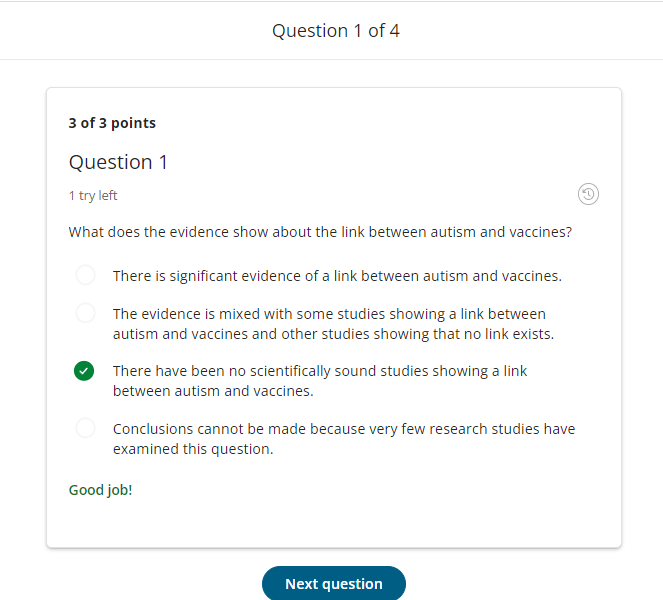 Question 1 of 4
3 of 3 points
Question 1
1 try left
What does the evidence show about the link between autism and vaccines?
There is significant evidence of a link between autism and vaccines.
The evidence is mixed with some studies showing a link between
autism and vaccines and other studies showing that no link exists.
There have been no scientifically sound studies showing a link
between autism and vaccines.
Conclusions cannot be made because very few research studies have
examined this question.
Good job!
Next question